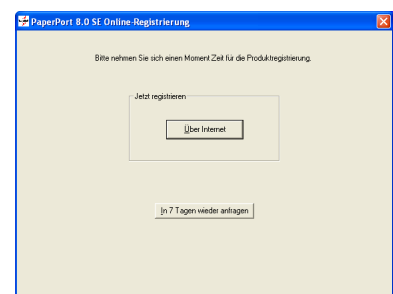 PaperPort 8.0 SE Online-Registrierung
Bitte nehmen Sie sich einen Moment Zeit für die Produktregistrierung.
Jetzt registrieren
Über Internet
In 7 Tagen wieder anfragen